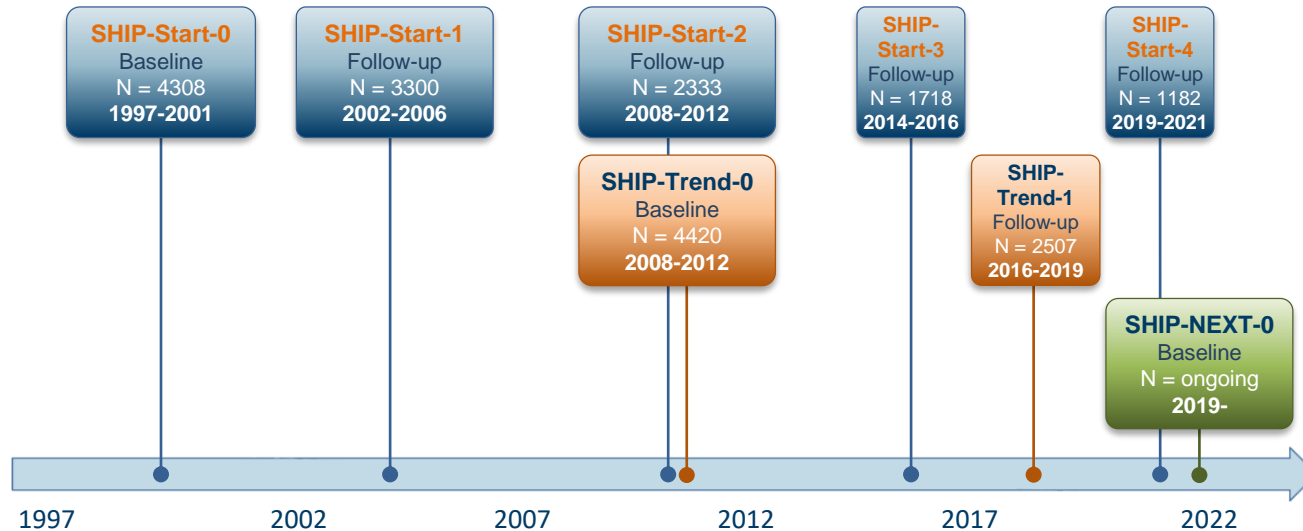 SHIP-Start-0
Baseline
N = 4308
1997-2001
SHIP-Start-1
Follow-up
N = 3300
2002-2006
SHIP-Start-2
Follow-up
N = 2333
2008-2012
SHIP-
Start-3
Follow-up
N = 1718
2014-2016
SHIP-
Start-4
Follow-up
N = 1182
2019-2021
SHIP-Trend-0
Baseline
N = 4420
2008-2012
SHIP-
Trend-1
Follow-up
N = 2507
2016-2019
SHIP-NEXT-0
Baseline
N = ongoing
2019-
1997
2002
2007
2012
2017
2022